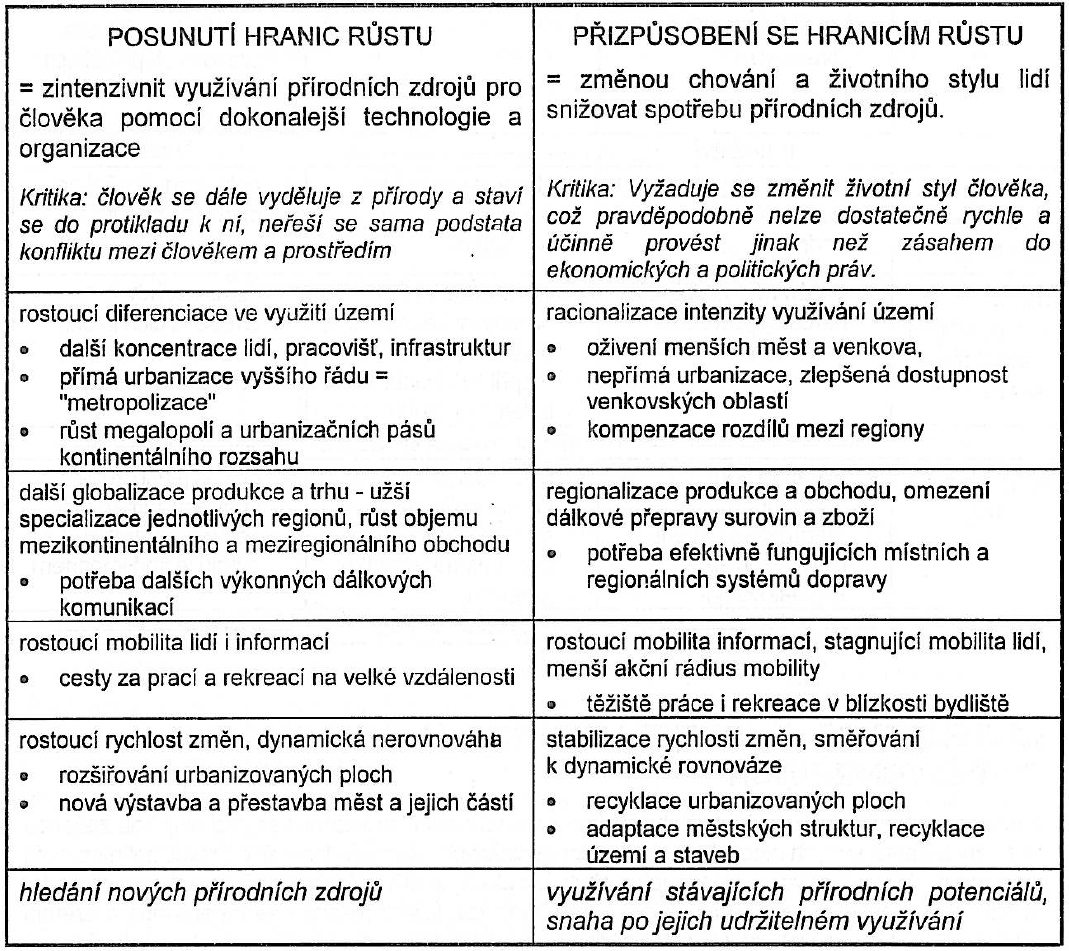 POSUNUTÍ HRANIC RŮSTU
= zintenzivnit využívání přírodních zdrojů pro
člověka pomocí dokonalejší technologie a
organizace
Kritika: člověk se dále vyděluje z přírody a staví
se do protikladu k ní, neřeší se sama podstata
konfliktu mezi člověkem a prostředím
PŘIZPŮSOBENÍ SE HRANICÍM RŮSTU
= změnou chování a životního stylu lidí
snižovat spotřebu přírodních zdrojů.
Kritika: Vyžaduje se změnit životní styl člověka,
což pravděpodobně nelze dostatečně rychle a
účinně provést jinak než zásahem do
ekonomických a politických práv.
rostoucí diferenciace ve využití území
• další koncentrace lidí, pracovišť, infrastruktur
• přímá urbanizace vyššího řádu =
"metropolizace"
• růst megalopolí a urbanizačních pásů
kontinentálního rozsahu
racionalizace intenzity využívání území
• oživení menších měst a venkova,
• nepřímá urbanizace, zlepšená dostupnost
venkovských oblastí
• kompenzace rozdílů mezi regiony
další globalizace produkce a trhu - užší
specializace jednotlivých regionů, růst objemu
mezikontinentálního a meziregionálního obchodu
• potřeba dalších výkonných dálkových
komunikací
regionalizace produkce a obchodu, omezení
dálkové přepravy surovin a zboží
• potřeba efektivně fungujících místních a
regionálních systémů dopravy
rostoucí mobilita lidí i informací
• cesty za prací a rekreací na velké vzdálenosti
rostoucí mobilita informací, stagnující mobilita lidí,
menší akční rádius mobility
• těžiště práce i rekreace v blízkosti bydliště
rostoucí rychlost změn, dynamická nerovnováha
• rozšiřování urbanizovaných ploch
• nová výstavba a přestavba měst a jejich částí
stabilizace rychlosti změn, směřování
k dynamické rovnováze
• recyklace urbanizovaných ploch
• adaptace městských struktur, recyklace
území a staveb
hledání nových přírodních zdrojů
využívání stávajících přírodních potenciálů,
snaha po jejich udržitelném využívání